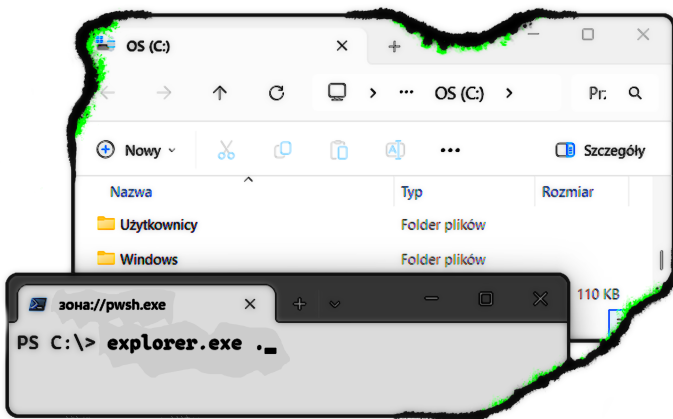 OS (C:)
OS (C:) Pr:
Nowy Szczegóły
Nazwa Typ Rozmiar
Użytkownicy Folder plików
Windows Folder plików
110 KB
зона://pwsh.exe
PS C:\> explorer.exe ._